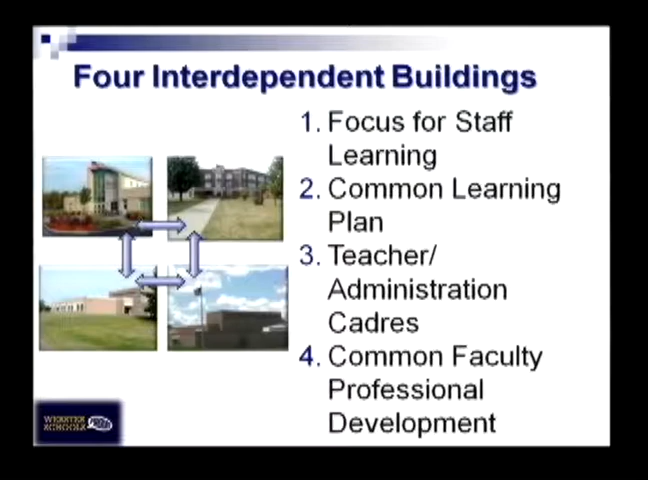 Four Interdependent Buildings
1. Focus for Staff
Learning
2. Common Learning
Plan
3. Teacher/
Administration
Cadres
4. Common Faculty
Professional
Development
WEBSTER
SCHOOLS